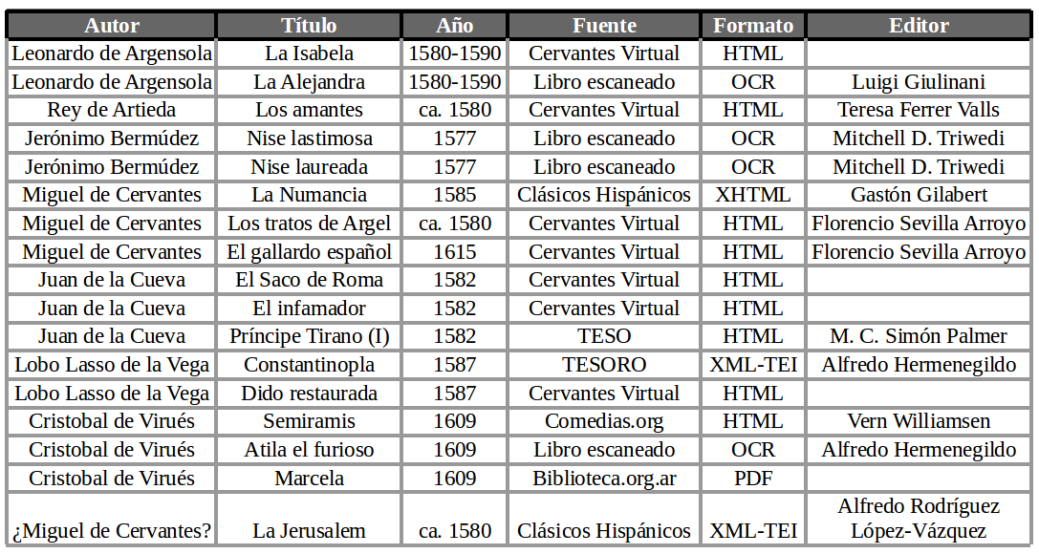 Autor Título Año Fuente Formato Editor
Leonardo de Argensola La Isabela 1580-1590 Cervantes Virtual HTML
Leonardo de Argensola La Alejandra 1580-1590 Libro escaneado OCR Luigi Giulinani
Rey de Artieda Los amantes ca. 1580 Cervantes Virtual HTML Teresa Ferrer Valls
Jerónimo Bermúdez Nise lastimosa 1577 Libro escaneado OCR Mitchell D. Triwedi
Jerónimo Bermúdez Nise laureada 1577 Libro escaneado OCR Mitchell D. Triwedi
Miguel de Cervantes La Numancia 1585 Clásicos Hispánicos XHTML Gastón Gilabert
Miguel de Cervantes Los tratos de Argel ca. 1580 Cervantes Virtual HTML Florencio Sevilla Arroyo
Miguel de Cervantes El gallardo español 1615 Cervantes Virtual HTML Florencio Sevilla Arroyo
Juan de la Cueva El Saco de Roma 1582 Cervantes Virtual HTML
Juan de la Cueva El infamador 1582 Cervantes Virtual HTML
Juan de la Cueva Príncipe Tirano (I) 1582 TESO HTML M. C. Simón Palmer
Lobo Lasso de la Vega Constantinopla 1587 TESORO XML-TEI Alfredo Hermenegildo
Lobo Lasso de la Vega Dido restaurada 1587 Cervantes Virtual HTML
Cristobal de Virués Semiramis 1609 Comedias.org HTML Vern Williamsen
Cristobal de Virués Atila el furioso 1609 Libro escaneado OCR Alfredo Hermenegildo
Cristobal de Virués Marcela 1609 Biblioteca.org.ar PDF
Alfredo Rodríguez
¿Miguel de Cervantes? La Jerusalem ca. 1580 Clásicos Hispánicos XML-TEI López-Vázquez